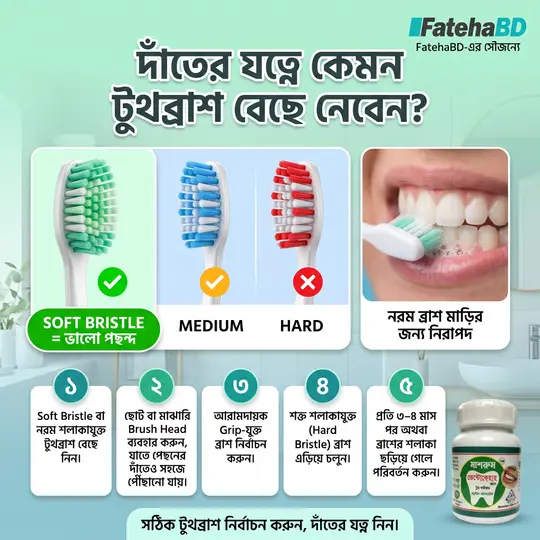 FatehaBD
FatehaBD-এর সৌজন্যে
দাঁতের যত্নে কেমন
টুথব্রাশ বেছে নেবেন?
SOFT BRISTLE
= ভালো পছন্দ
MEDIUM
HARD
নরম ব্রাশ মাড়ির
জন্য নিরাপদ
১
Soft Bristle বা
নরম শলাকাযুক্ত
টুথব্রাশ বেছে
নিন।
২
ছোট বা মাঝারি
Brush Head
ব্যবহার করুন,
যাতে পেছনের
দাঁতেও সহজে
পৌঁছানো যায়।
৩
আরামদায়ক
Grip-যুক্ত
ব্রাশ নির্বাচন
করুন।
৪
শক্ত শলাকাযুক্ত
(Hard
Bristle) ব্রাশ
এড়িয়ে চলুন।
৫
প্রতি ৩–৪ মাস
পর অথবা
ব্রাশের শলাকা
ছড়িয়ে গেলে
পরিবর্তন করুন।
মাশরুম
সঠিক টুথব্রাশ নির্বাচন করুন, দাঁতের যত্ন নিন।